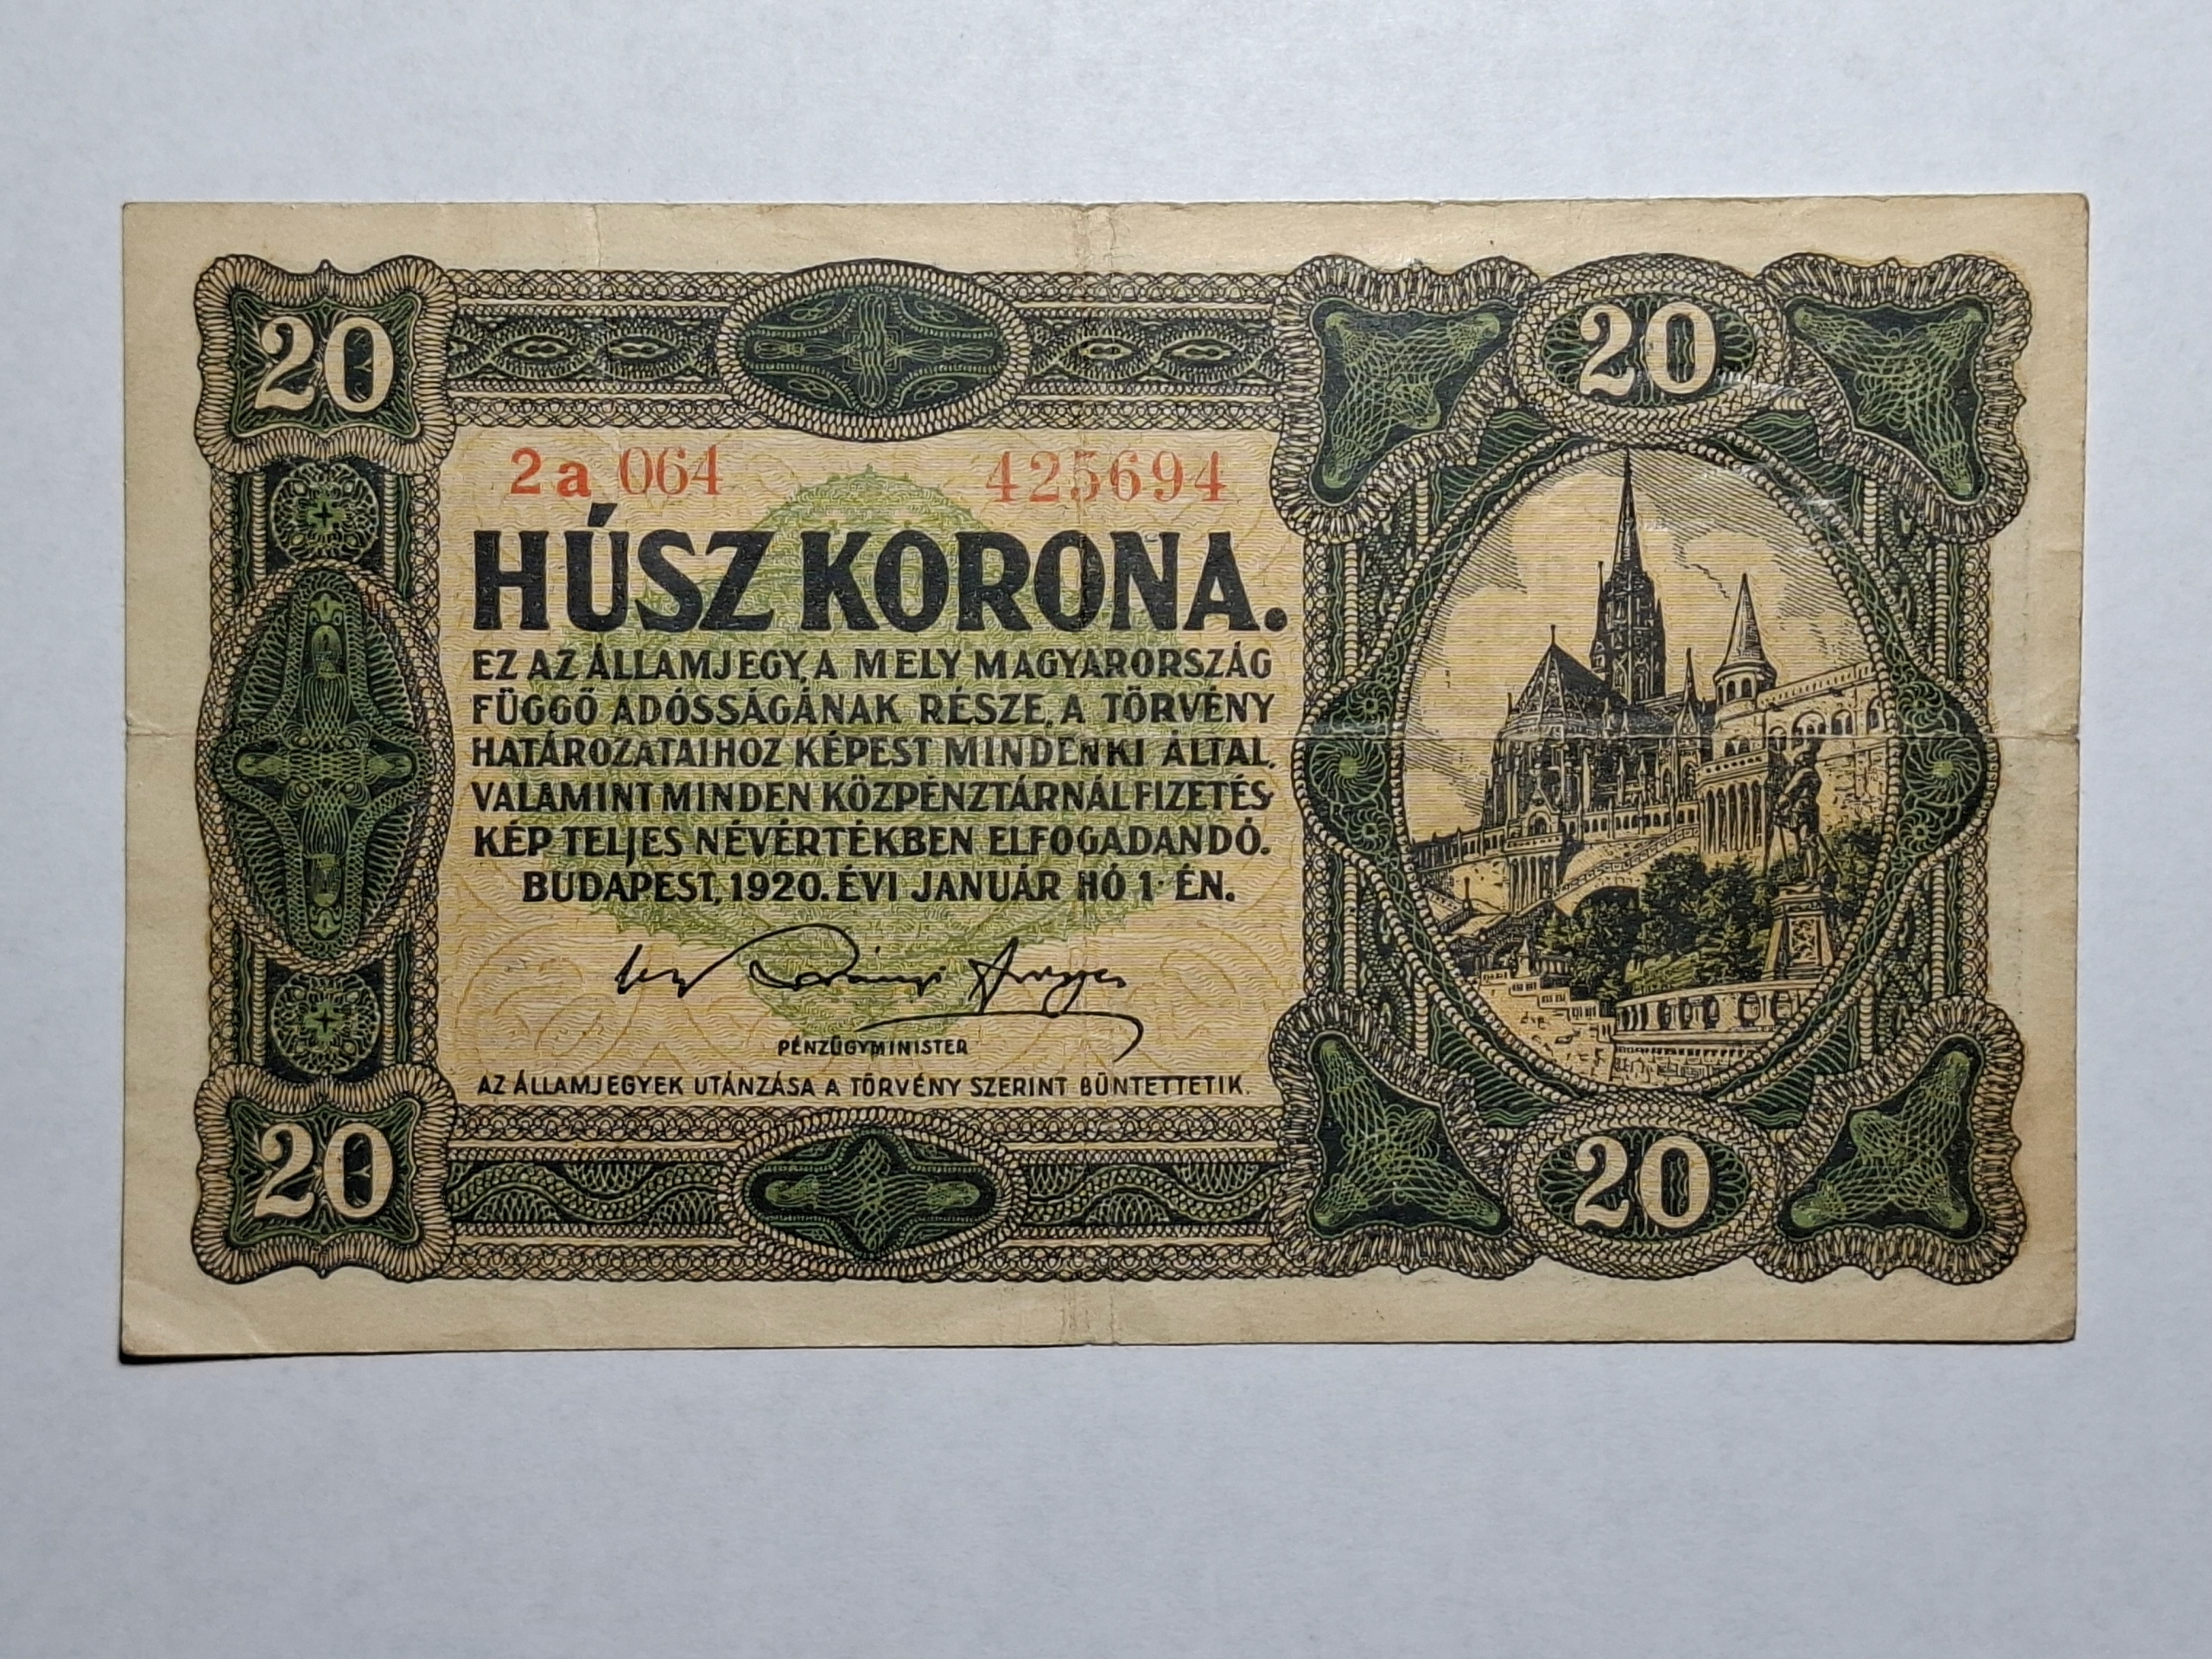 20
20
2a 064 425694
HÚSZ KORONA.
EZ AZ ÁLLAMJEGY, A MELY MAGYARORSZÁG
FÜGGŐ ADÓSSÁGÁNAK RÉSZE, A TÖRVÉNY
HATÁROZATAIHOZ KÉPEST MINDENKI ÁLTAL,
VALAMINT MINDEN KÖZPÉNZTÁRNÁL FIZETÉS-
KÉP TELJES NÉVÉRTÉKBEN ELFOGADANDÓ.
BUDAPEST, 1920. ÉVI JANUÁR HÓ 1-ÉN.
PÉNZÜGYMINISTER
AZ ÁLLAMJEGYEK UTÁNZÁSA A TÖRVÉNY SZERINT BÜNTETTETIK.
20
20